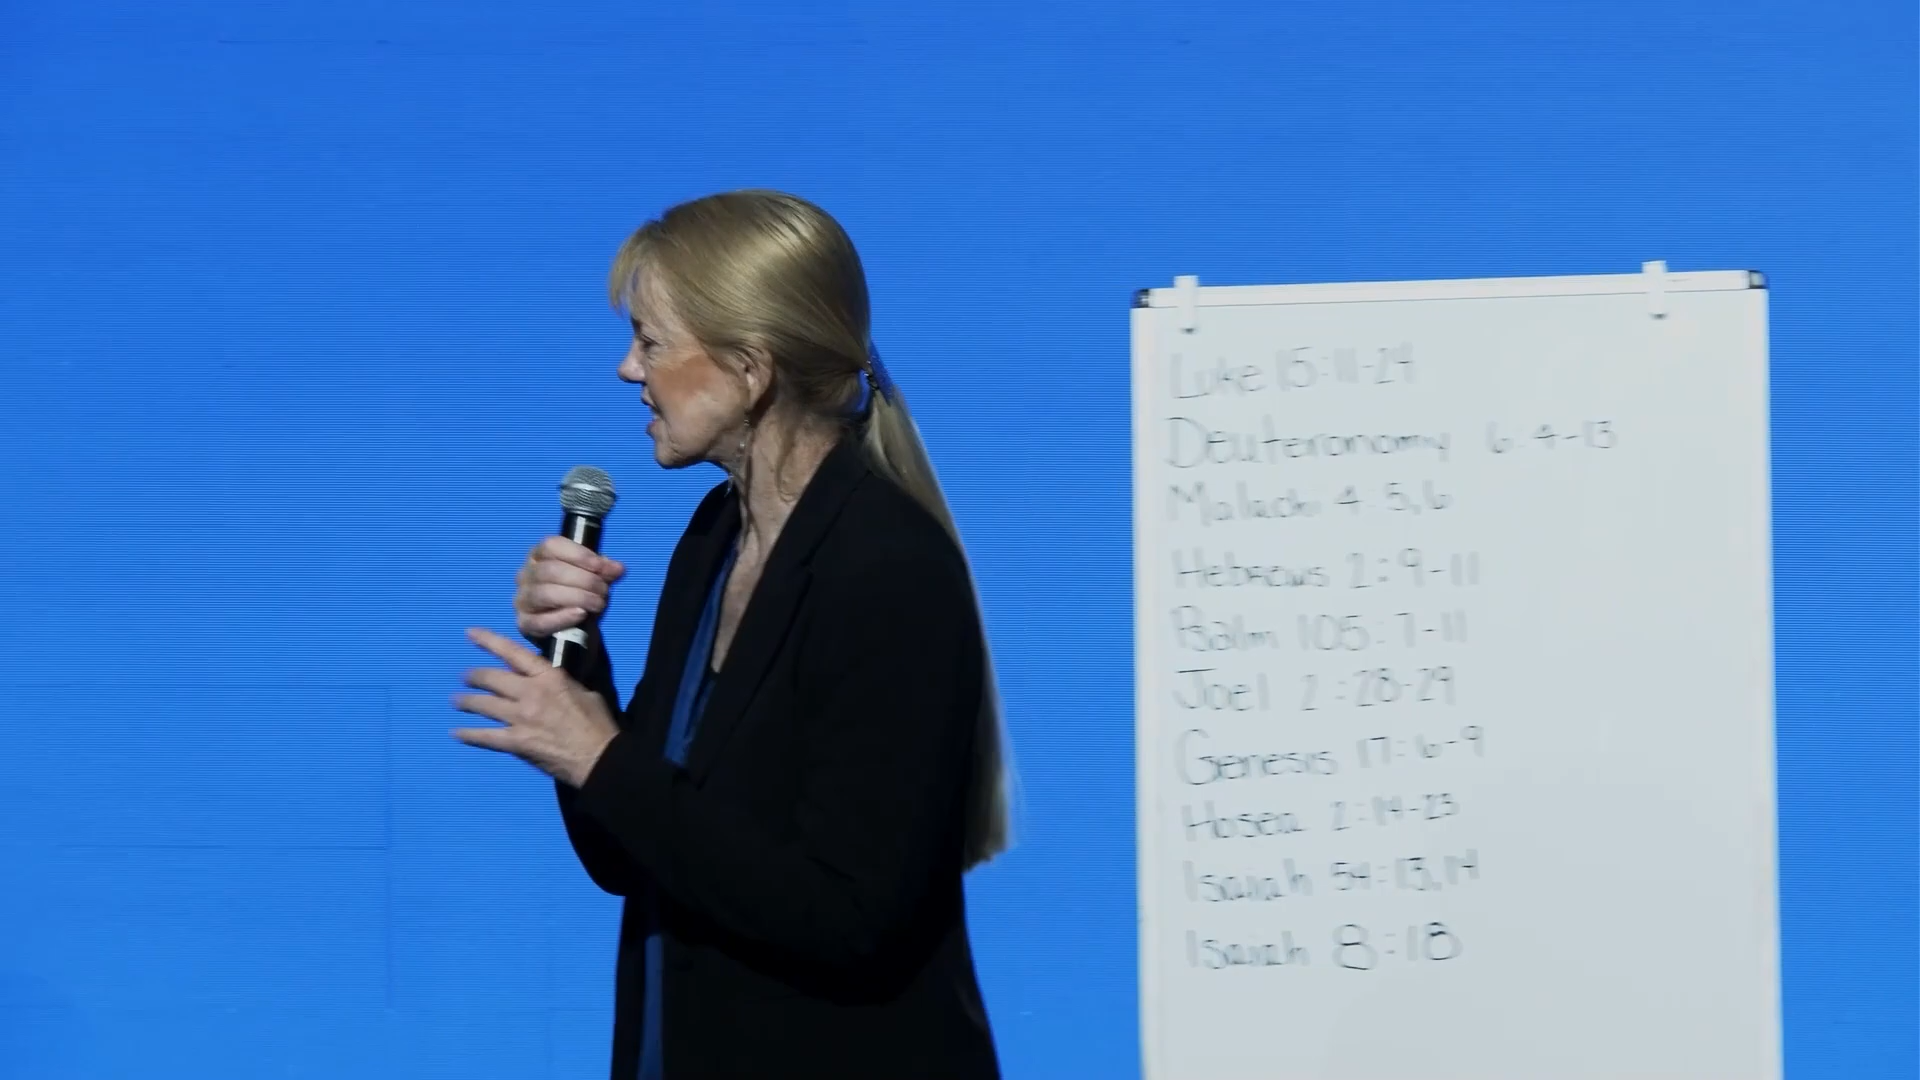 Luke 15:11-24
Deuteronomy 6:4-13
Malachi 4:5,6
Hebrews 2:9-11
Psalm 105:7-11
Joel 2:28-29
Genesis 17:6-9
Hosea 2:14-23
Isaiah 54:13,14
Isaiah 8:18